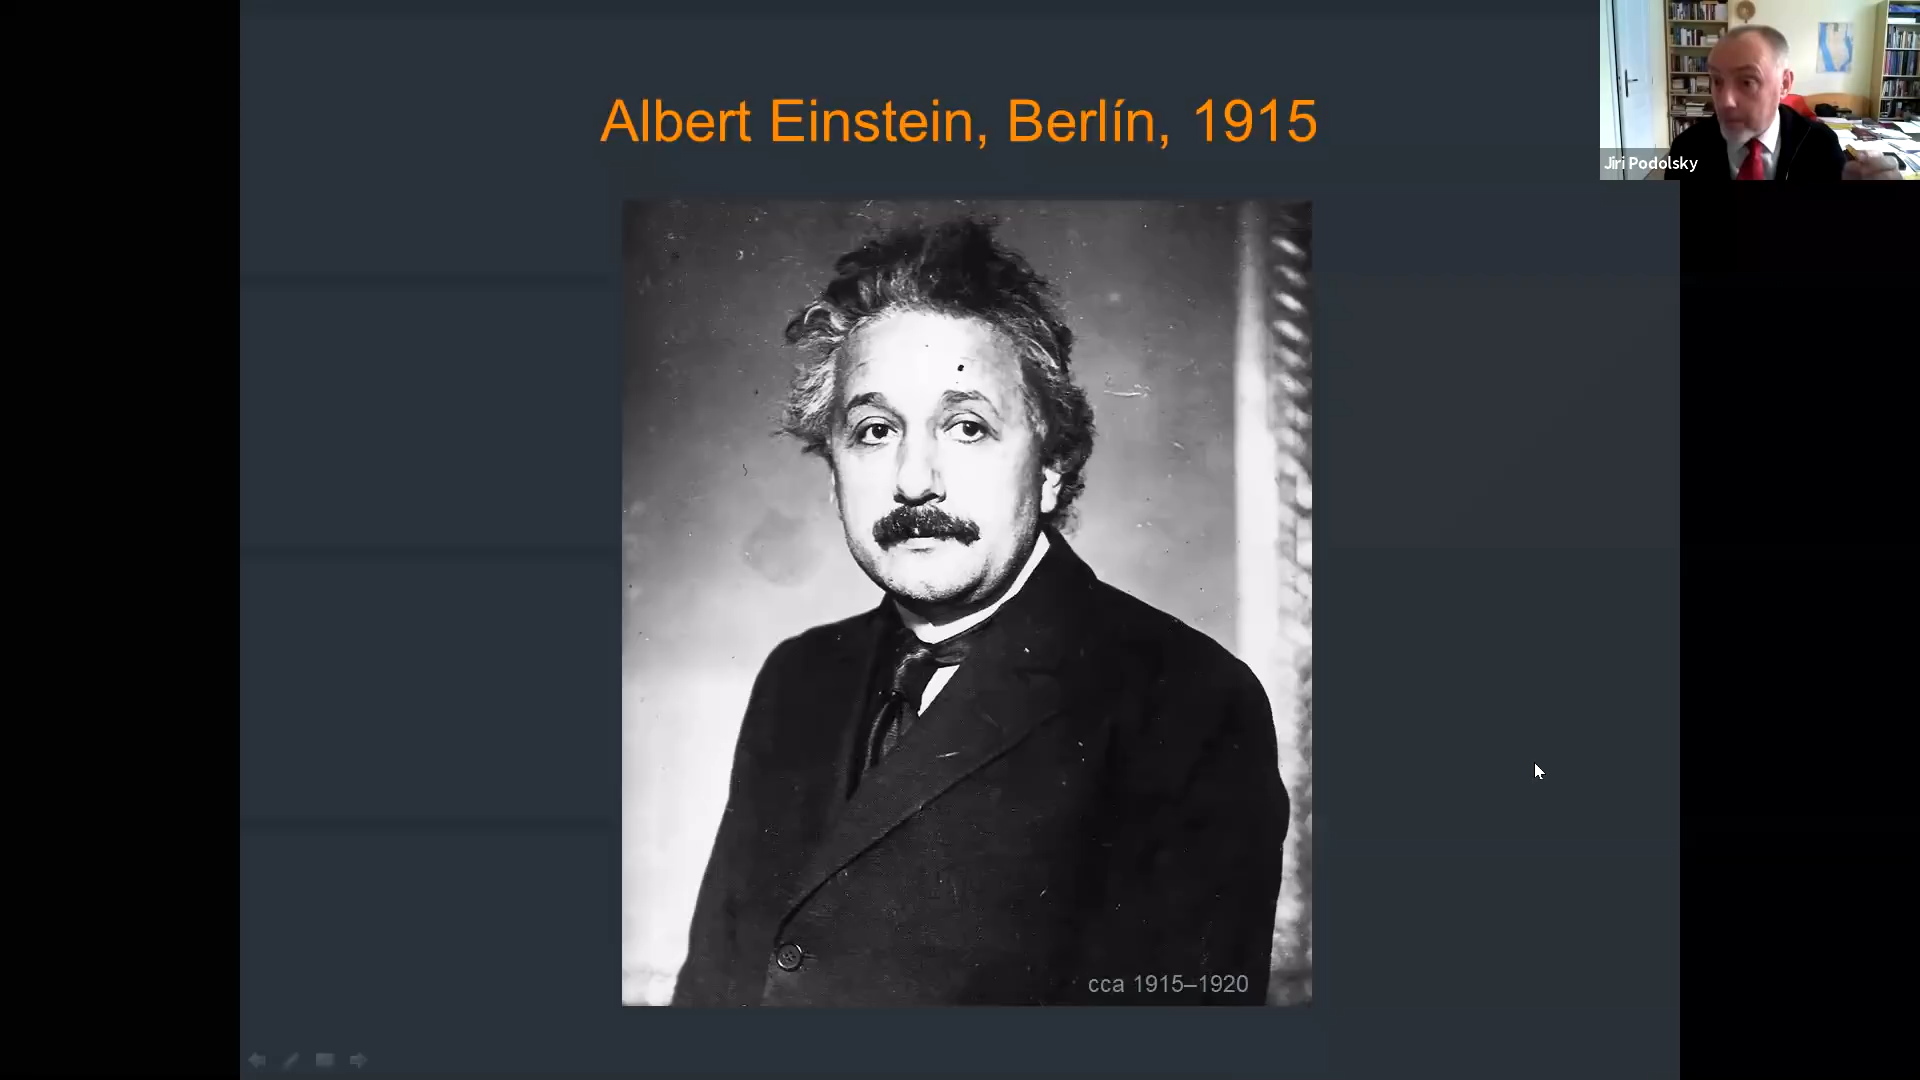 Albert Einstein, Berlín, 1915
Jiri Podolsky
cca 1915–1920